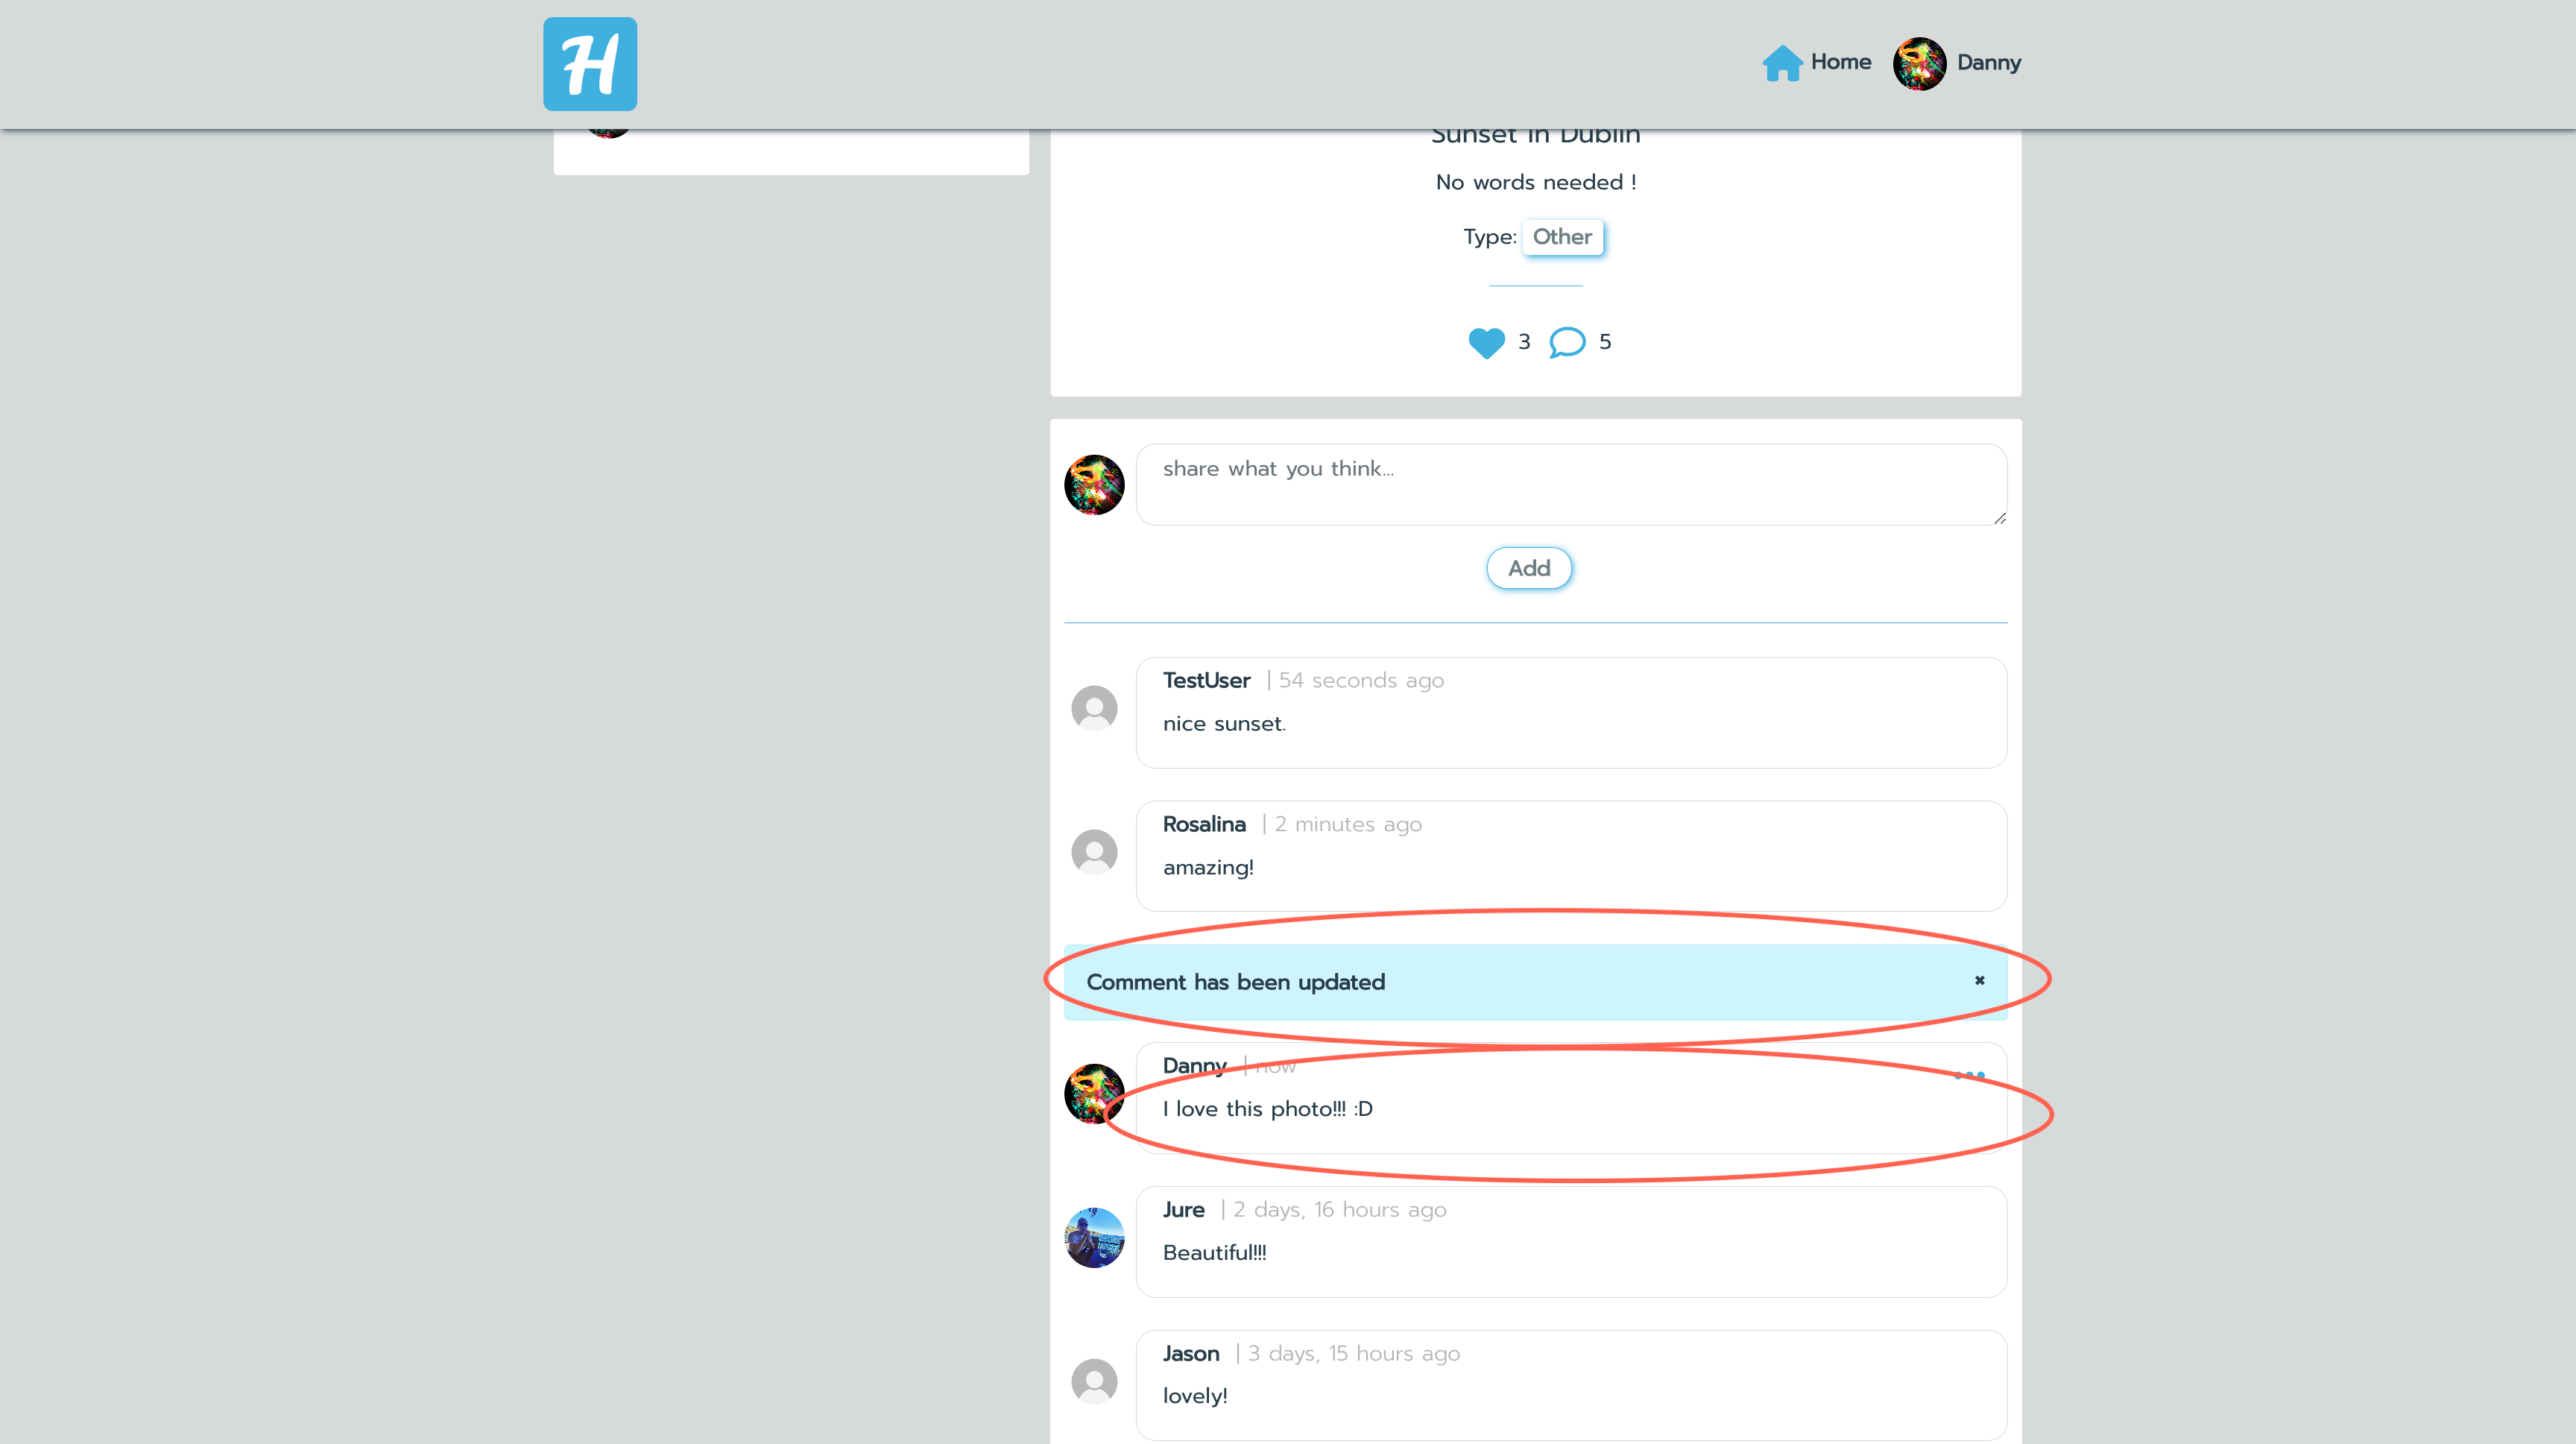 H
Home
Danny
Sunset in Dublin
No words needed !
Type: Other
3 5
share what you think...
Add
TestUser | 54 seconds ago
nice sunset.
Rosalina | 2 minutes ago
amazing!
Comment has been updated
Danny | now
I love this photo!!! :D
Jure | 2 days, 16 hours ago
Beautiful!!!
Jason | 3 days, 15 hours ago
lovely!